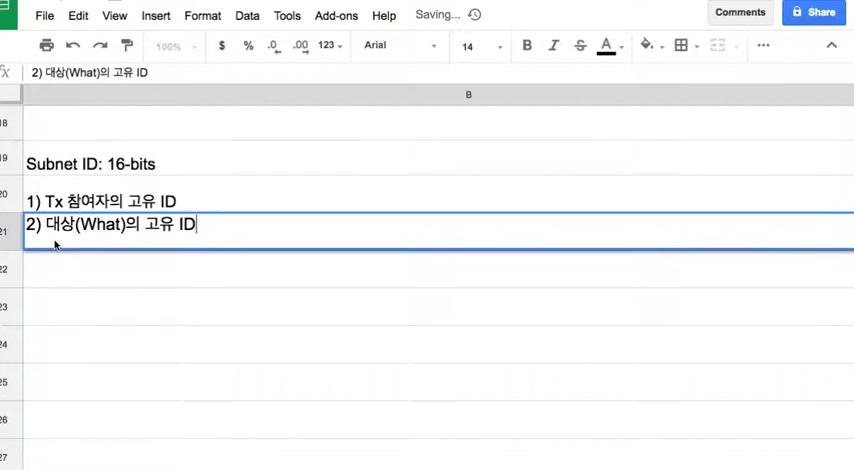 File Edit View Insert Format Data Tools Add-ons Help Saving... Comments Share
100% $ % .0 .00 123 Arial 14 B I S A
fx 2) 대상(What)의 고유 ID
B
18
19 Subnet ID: 16-bits
20 1) Tx 참여자의 고유 ID
21 2) 대상(What)의 고유 ID
22
23
24
25
26
27